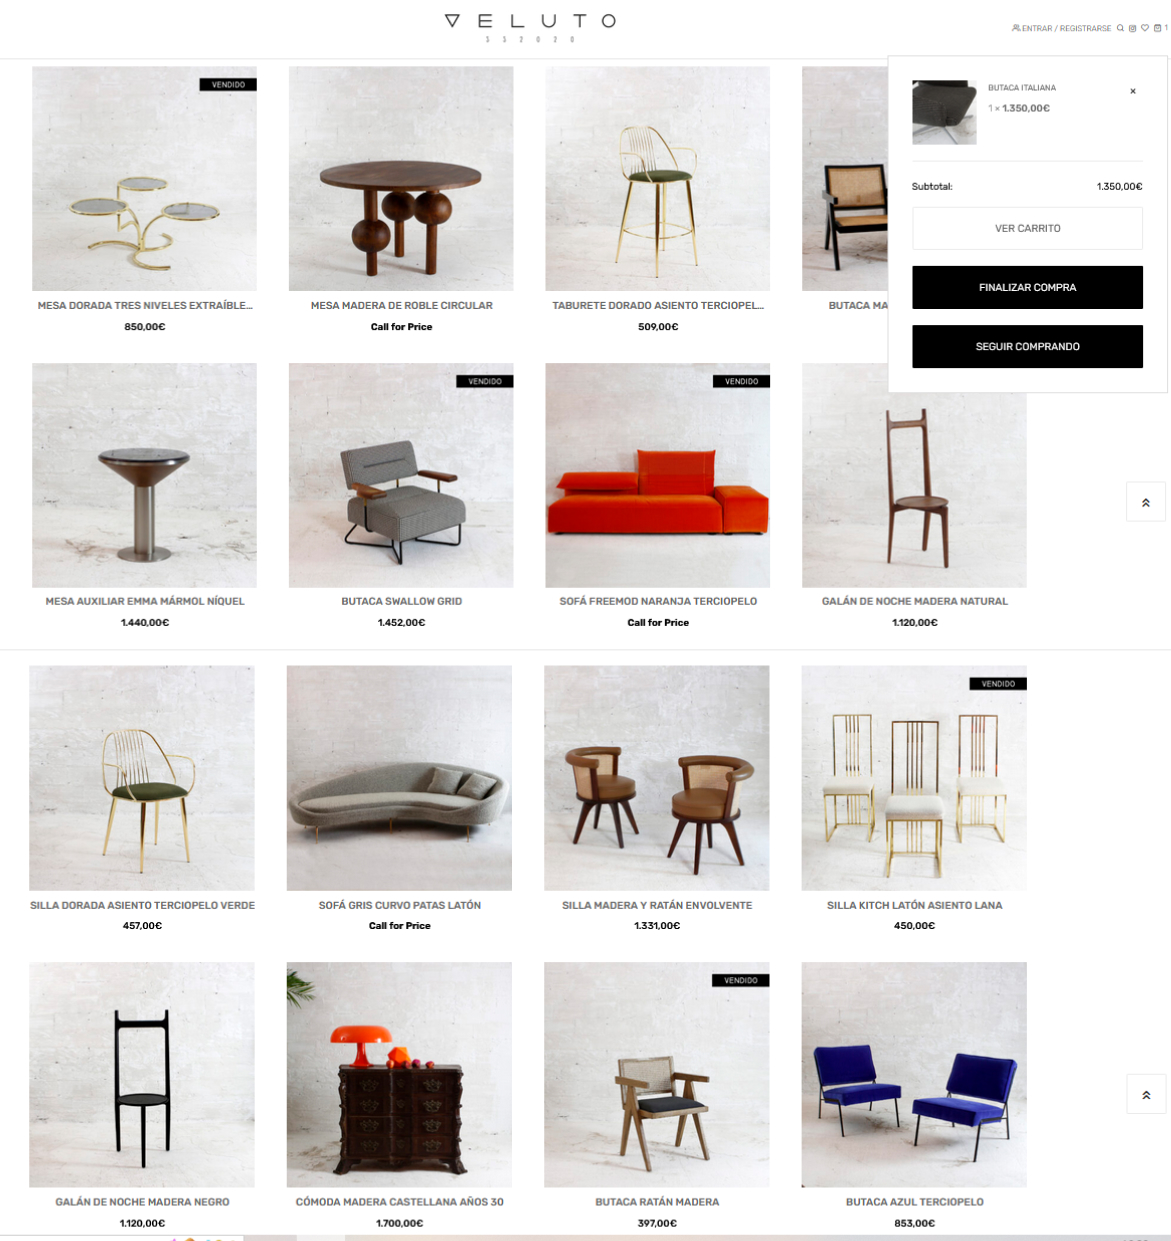 VELUTO
SS2020
ENTRAR / REGISTRARSE
1
BUTACA ITALIANA
×
1 × 1.350,00€
Subtotal:
1.350,00€
VER CARRITO
FINALIZAR COMPRA
SEGUIR COMPRANDO
VENDIDO
MESA DORADA TRES NIVELES EXTRAÍBLE...
MESA MADERA DE ROBLE CIRCULAR
TABURETE DORADO ASIENTO TERCIOPEL...
BUTACA MA
850,00€
Call for Price
509,00€
VENDIDO
VENDIDO
MESA AUXILIAR EMMA MÁRMOL NÍQUEL
BUTACA SWALLOW GRID
SOFÁ FREEMOD NARANJA TERCIOPELO
GALÁN DE NOCHE MADERA NATURAL
1.440,00€
1.452,00€
Call for Price
1.120,00€
VENDIDO
SILLA DORADA ASIENTO TERCIOPELO VERDE
SOFÁ GRIS CURVO PATAS LATÓN
SILLA MADERA Y RATÁN ENVOLVENTE
SILLA KITCH LATÓN ASIENTO LANA
457,00€
Call for Price
1.331,00€
450,00€
VENDIDO
GALÁN DE NOCHE MADERA NEGRO
CÓMODA MADERA CASTELLANA AÑOS 30
BUTACA RATÁN MADERA
BUTACA AZUL TERCIOPELO
1.120,00€
1.700,00€
397,00€
853,00€